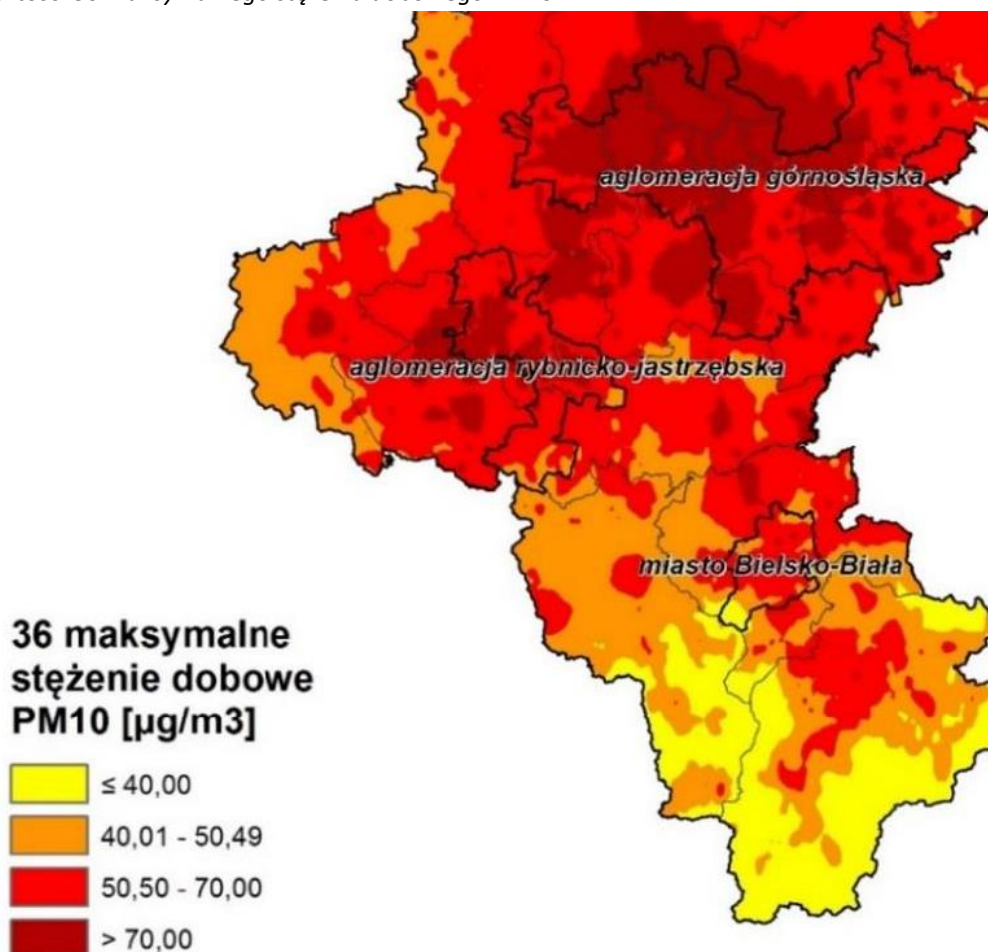 aglomeracja górnośląska
aglomeracja rybnicko-jastrzębska
miasto Bielsko-Biała
36 maksymalne
stężenie dobowe
PM10 [µg/m3]
≤ 40,00
40,01 - 50,49
50,50 - 70,00
> 70,00